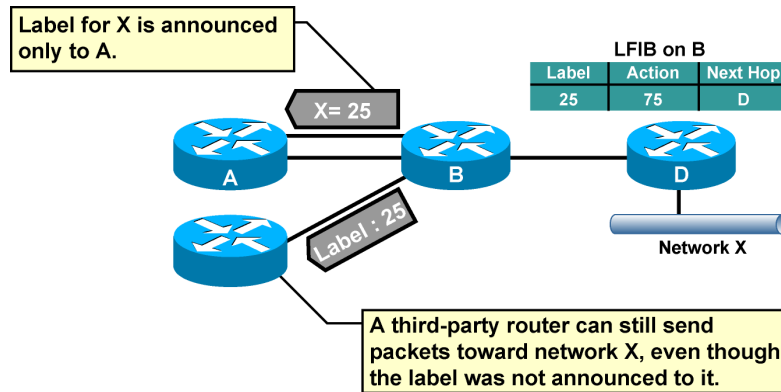 Label for X is announced
only to A.
LFIB on B
Label Action Next Hop
25 75 D
X= 25
A
B
D
Label : 25
Network X
A third-party router can still send
packets toward network X, even though
the label was not announced to it.